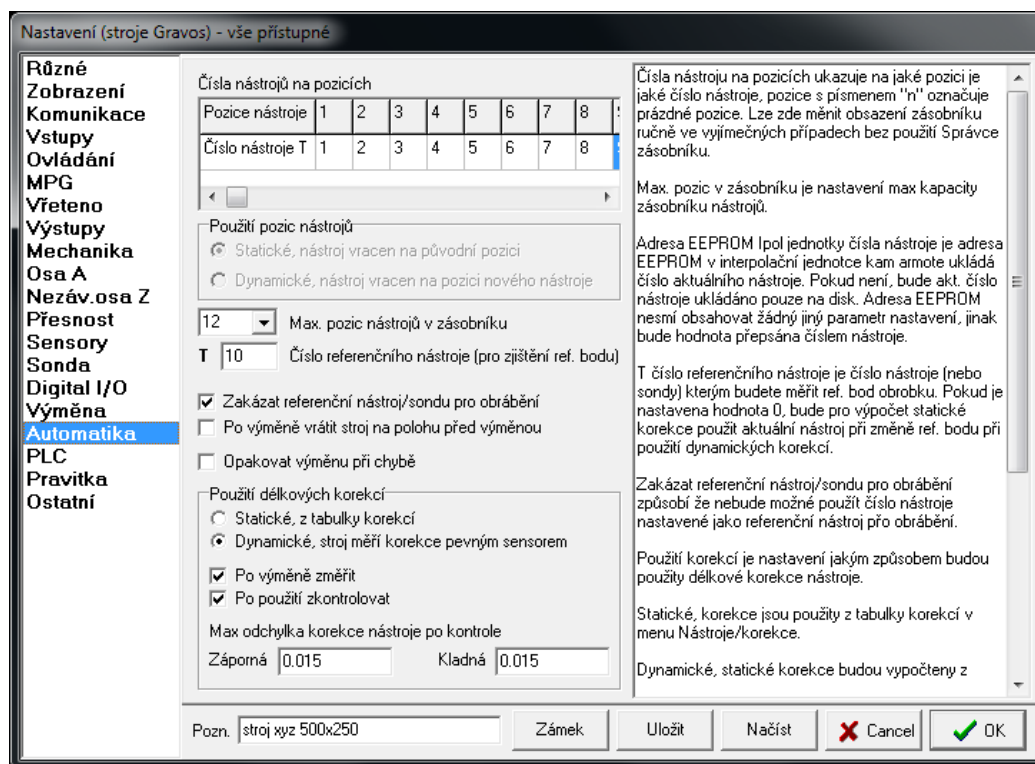 Nastavení (stroje Gravos) - vše přístupné
Různé
Zobrazení
Komunikace
Vstupy
Ovládání
MPG
Vřeteno
Výstupy
Mechanika
Osa A
Nezáv.osa Z
Přesnost
Sensory
Sonda
Digital I/O
Výměna
Automatika
PLC
Pravitka
Ostatní
Čísla nástrojů na pozicích
Pozice nástroje 1 2 3 4 5 6 7 8
Číslo nástroje T 1 2 3 4 5 6 7 8
Použití pozic nástrojů
Statické, nástroj vracen na původní pozici
Dynamické, nástroj vracen na pozici nového nástroje
12 Max. pozic nástrojů v zásobníku
T 10 Číslo referenčního nástroje (pro zjištění ref. bodu)
Zakázat referenční nástroj/sondu pro obrábění
Po výměně vrátit stroj na polohu před výměnou
Opakovat výměnu při chybě
Použití délkových korekcí
Statické, z tabulky korekcí
Dynamické, stroj měří korekce pevným sensorem
Po výměně změřit
Po použití zkontrolovat
Max odchylka korekce nástroje po kontrole
Záporná 0.015 Kladná 0.015
Čísla nástroju na pozicích ukazuje na jaké pozici je
jaké číslo nástroje, pozice s písmenem "n" označuje
prázdné pozice. Lze zde měnit obsazení zásobníku
ručně ve vyjímečných případech bez použití Správce
zásobníku.
Max. pozic v zásobníku je nastavení max kapacity
zásobníku nástrojů.
Adresa EEPROM Ipol jednotky čísla nástroje je adresa
EEPROM v interpolační jednotce kam armote ukládá
číslo aktuálního nástroje. Pokud není, bude akt. číslo
nástroje ukládáno pouze na disk. Adresa EEPROM
nesmí obsahovat žádný jiný parametr nastavení, jinak
bude hodnota přepsána číslem nástroje.
T číslo referenčního nástroje je číslo nástroje (nebo
sondy) kterým budete měřit ref. bod obrobku. Pokud je
nastavena hodnota 0, bude pro výpočet statické
korekce použit aktuální nástroj při změně ref. bodu při
použití dynamických korekcí.
Zakázat referenční nástroj/sondu pro obrábění
způsobí že nebude možné použít číslo nástroje
nastavené jako referenční nástroj přo obrábění.
Použití korekcí je nastavení jakým způsobem budou
použity délkové korekce nástroje.
Statické, korekce jsou použity z tabulky korekcí v
menu Nástroje/korekce.
Dynamické, statické korekce budou vypočteny z
Pozn. stroj xyz 500x250 Zámek Uložit Načíst Cancel OK